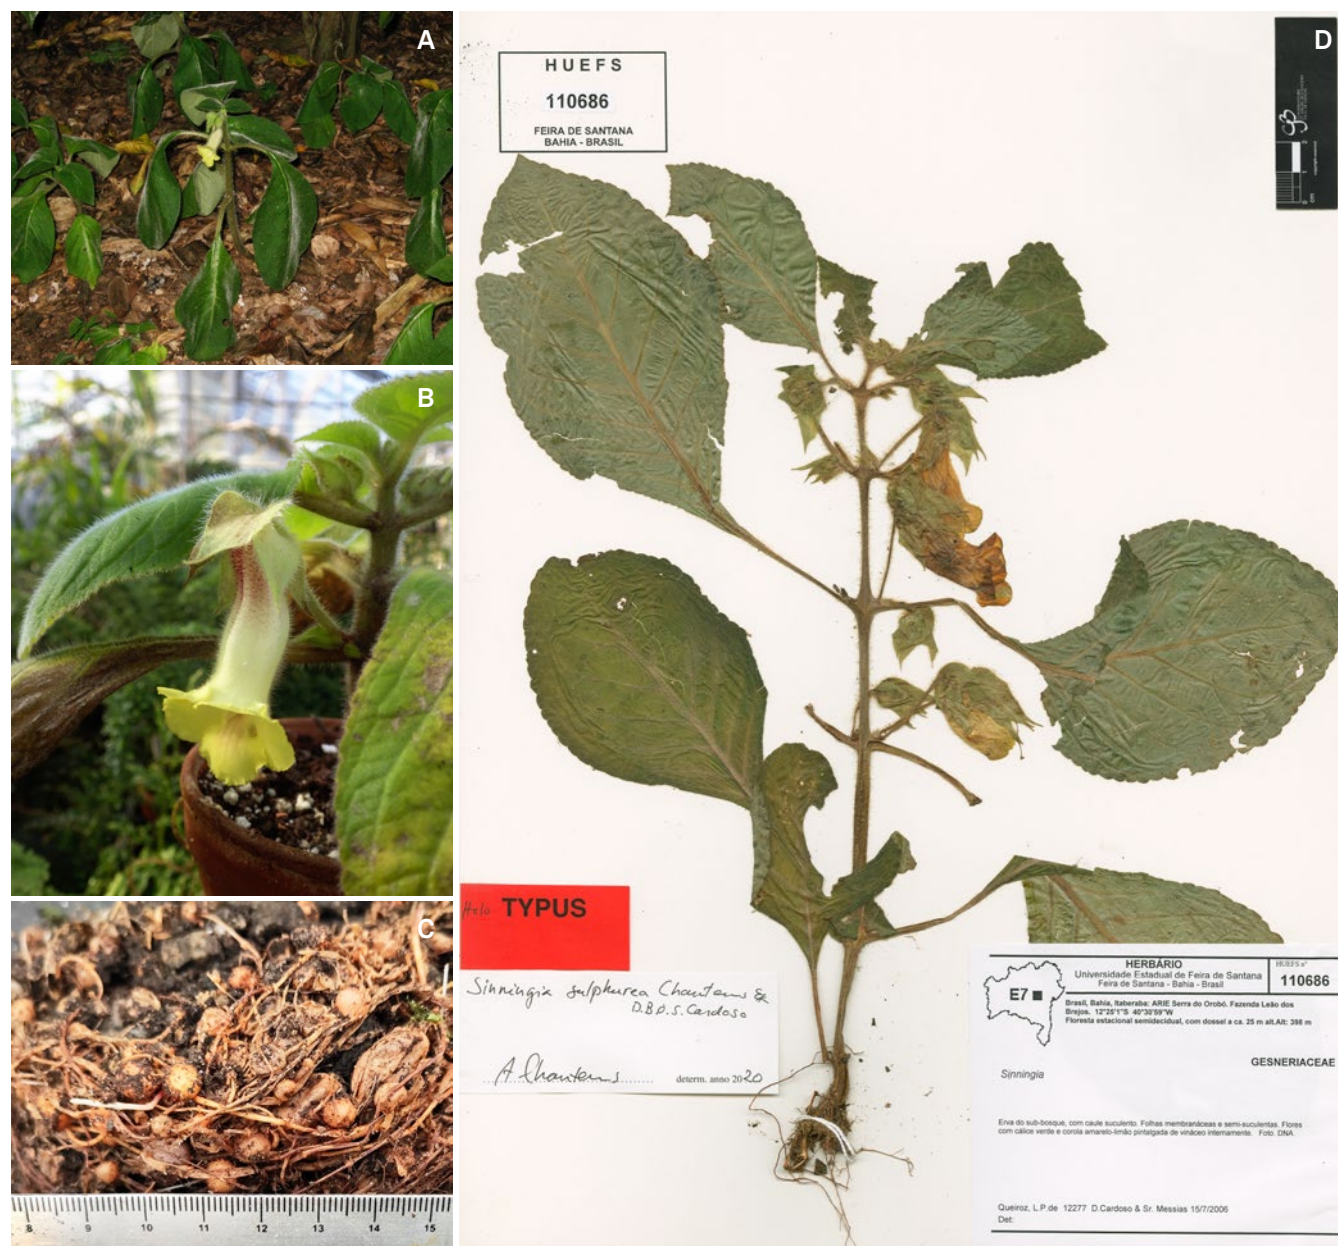 A
B
C
8 9 10 11 12 13 14 15
D
HUEFS
110686
FEIRA DE SANTANA
BAHIA - BRASIL
Holo TYPUS
Sinningia sulphurea Chautems &
D.B.O.S. Cardoso
A Chautems determ. anno 2020
HERBÁRIO
Universidade Estadual de Feira de Santana
Feira de Santana - Bahia - Brasil
HUEFS nº
110686
E7
Brasil, Bahia, Itaberaba: ARIE Serra do Orobó. Fazenda Leão dos
Brejos. 12°25'1"S 40°30'59"W
Floresta estacional semidecidual, com dossel a ca. 25 m alt.Alt: 398 m
GESNERIACEAE
Sinningia
Erva do sub-bosque, com caule suculento. Folhas membranáceas e semi-suculentas. Flores
com cálice verde e corola amarelo-limão pintalgada de vináceo internamente. Foto. DNA.
Queiroz, L.P.de 12277 D.Cardoso & Sr. Messias 15/7/2006
Det: